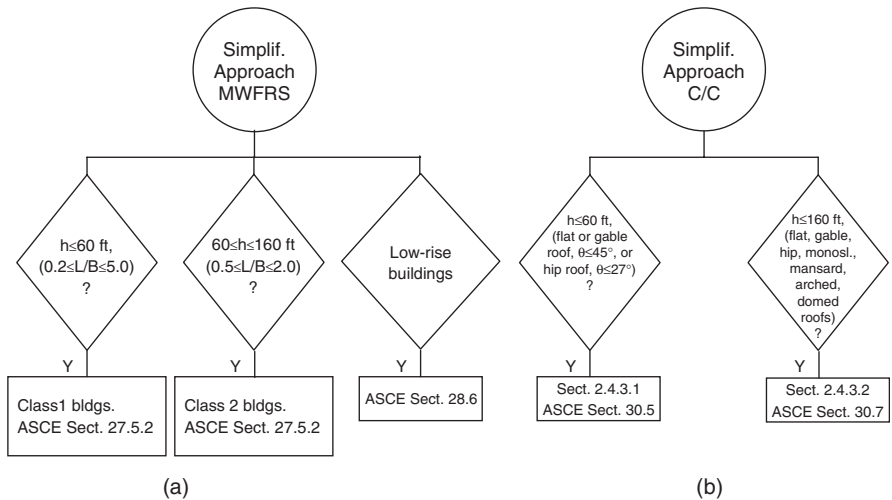 Simplif.
Approach
MWFRS
h≤60 ft,
(0.2≤L/B≤5.0)
?
Y
Class1 bldgs.
ASCE Sect. 27.5.2
60≤h≤160 ft
(0.5≤L/B≤2.0)
?
Y
Class 2 bldgs.
ASCE Sect. 27.5.2
Low-rise
buildings
Y
ASCE Sect. 28.6
(a)
Simplif.
Approach
C/C
h≤60 ft,
(flat or gable
roof, θ≤45°, or
hip roof, θ≤27°)
?
Y
Sect. 2.4.3.1
ASCE Sect. 30.5
h≤160 ft,
(flat, gable,
hip, monosl.,
mansard,
arched,
domed
roofs)
?
Y
Sect. 2.4.3.2
ASCE Sect. 30.7
(b)